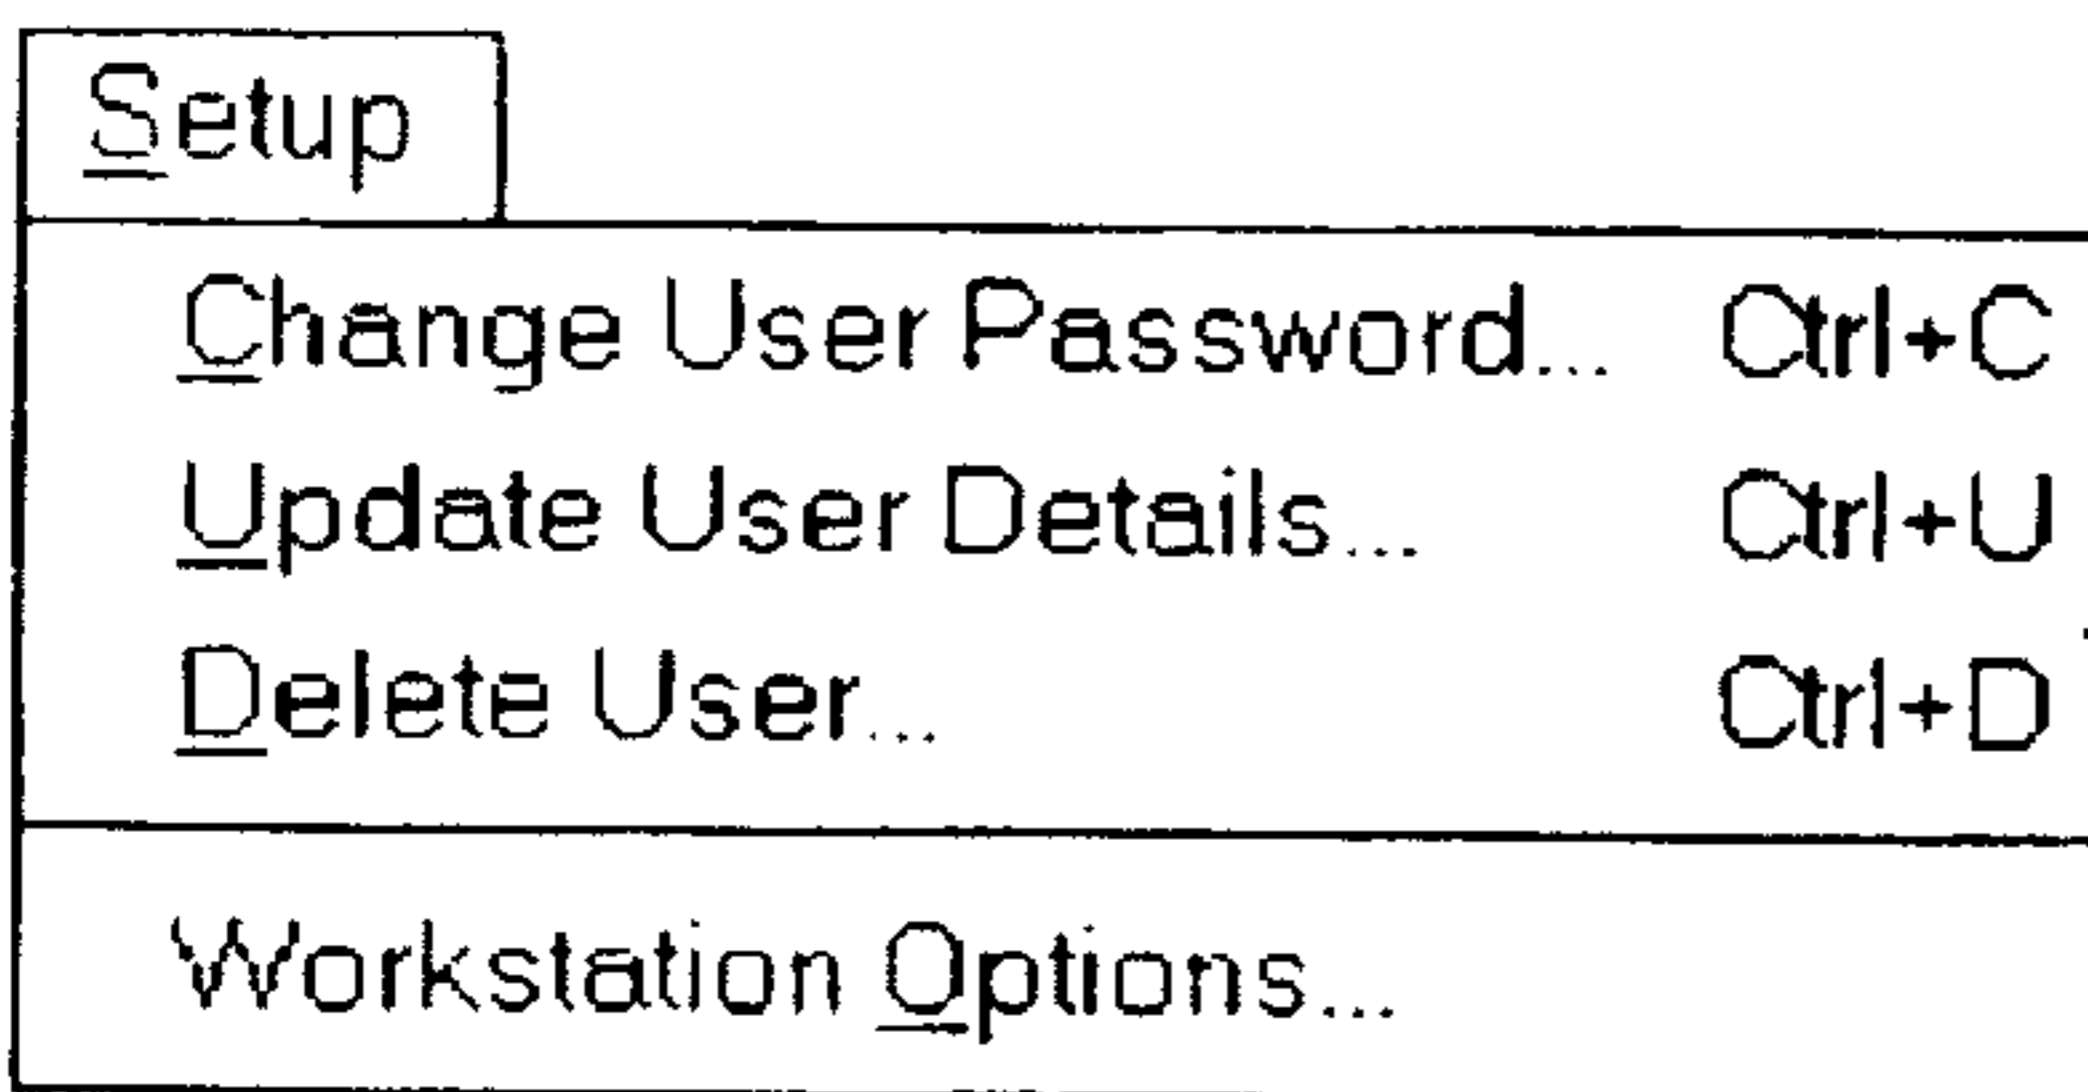 Setup
Change User Password... Ctrl+C
Update User Details... Ctrl+U
Delete User... Ctrl+D
Workstation Options...